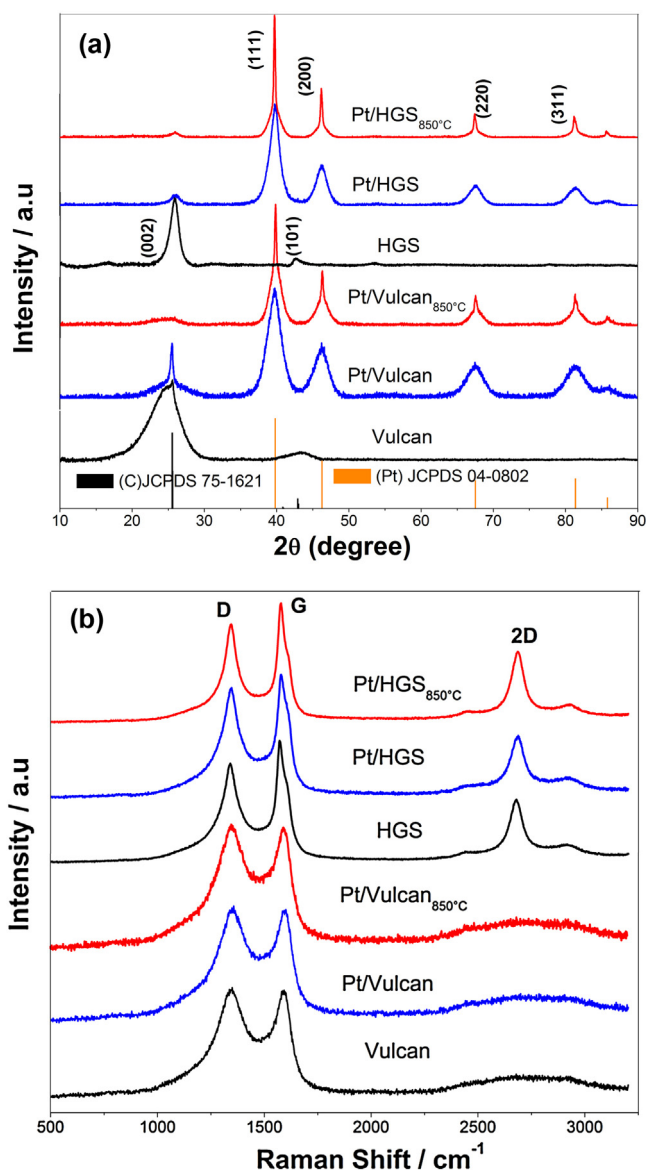 (a)
(111)
(200)
(220)
(311)
Pt/HGS850°C
Pt/HGS
(002)
(101)
HGS
Pt/Vulcan850°C
Pt/Vulcan
Vulcan
(C)JCPDS 75-1621
(Pt) JCPDS 04-0802
Intensity / a.u
10 20 30 40 50 60 70 80 90
2θ (degree)
(b)
D
G
2D
Pt/HGS850°C
Pt/HGS
HGS
Pt/Vulcan850°C
Pt/Vulcan
Vulcan
Intensity / a.u
500 1000 1500 2000 2500 3000
Raman Shift / cm-1